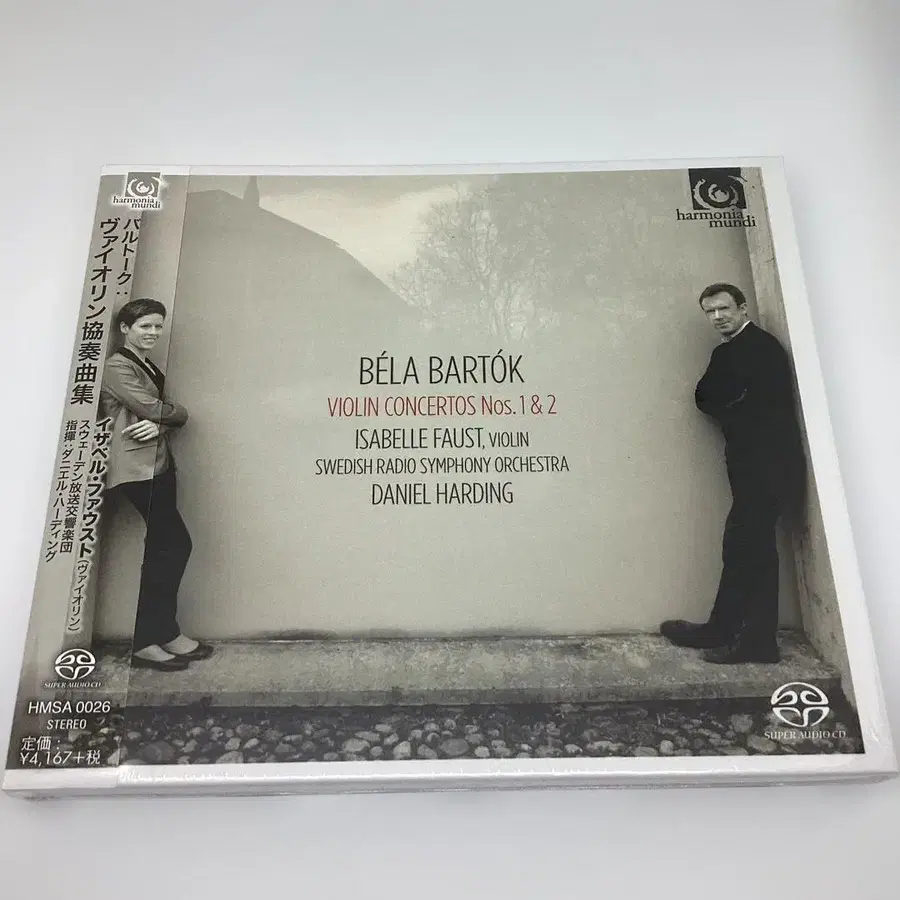 harmonia
mundi
バルトーク:
ヴァイオリン協奏曲集
イザベル・ファウスト(ヴァイオリン)
スウェーデン放送交響楽団
指揮:ダニエル・ハーディング
SUPER AUDIO CD
HMSA 0026
STEREO
定価:
¥4,167+税
harmonia
mundi
BÉLA BARTÓK
VIOLIN CONCERTOS Nos. 1 & 2
ISABELLE FAUST, VIOLIN
SWEDISH RADIO SYMPHONY ORCHESTRA
DANIEL HARDING
SUPER AUDIO CD